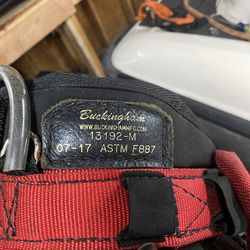 Buckingham
WWW.BUCKINGHAMMFG.COM
13192-M
07-17 ASTM F887